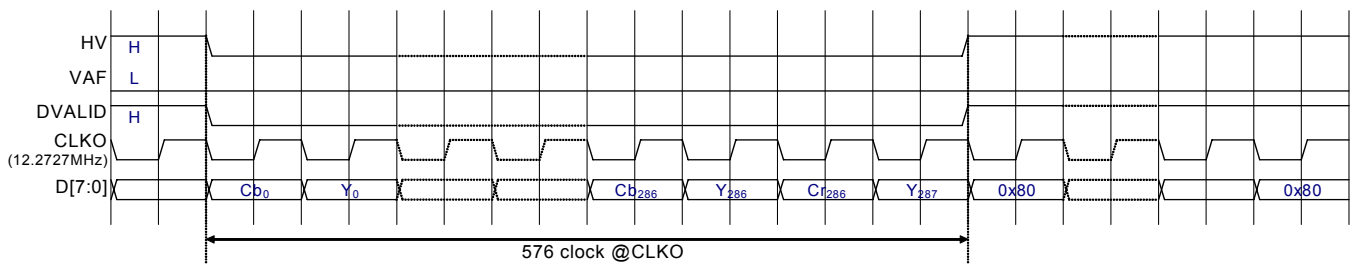 HV H
VAF L
DVALID H
CLKO
(12.2727MHz)
D[7:0] Cb0 Y0 Cb286 Y286 Cr286 Y287 0x80 0x80
576 clock @CLKO